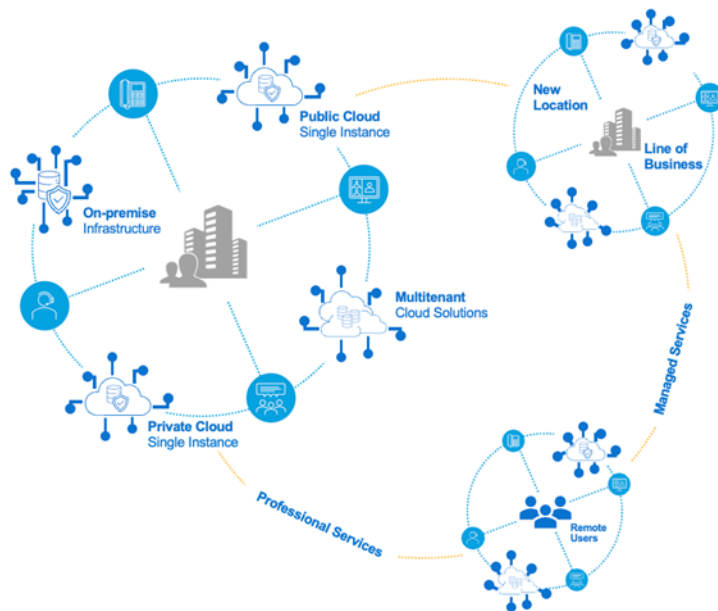 Public Cloud
Single Instance
On-premise
Infrastructure
Multitenant
Cloud Solutions
Private Cloud
Single Instance
New
Location
Line of
Business
Managed Services
Professional Services
Remote
Users